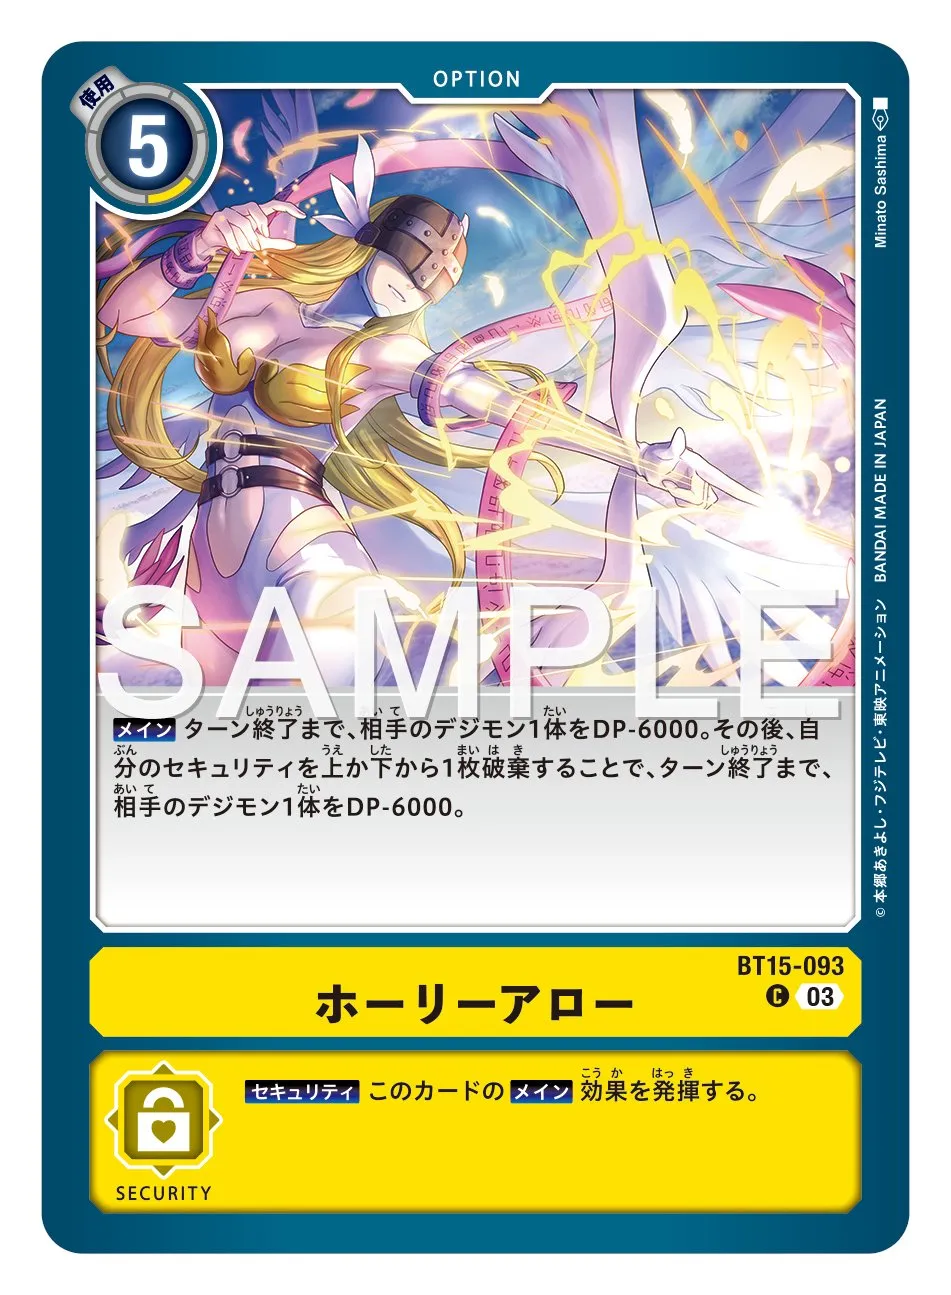 OPTION
使用
5
Minato Sashima
SAMPLE
メイン ターン終了まで、相手のデジモン1体をDP-6000。その後、自
分のセキュリティを上か下から1枚破棄することで、ターン終了まで、
相手のデジモン1体をDP-6000。
©本郷あきよし・フジテレビ・東映アニメーション BANDAI MADE IN JAPAN
BT15-093
C 03
ホーリーアロー
セキュリティ このカードの メイン 効果を発揮する。
SECURITY